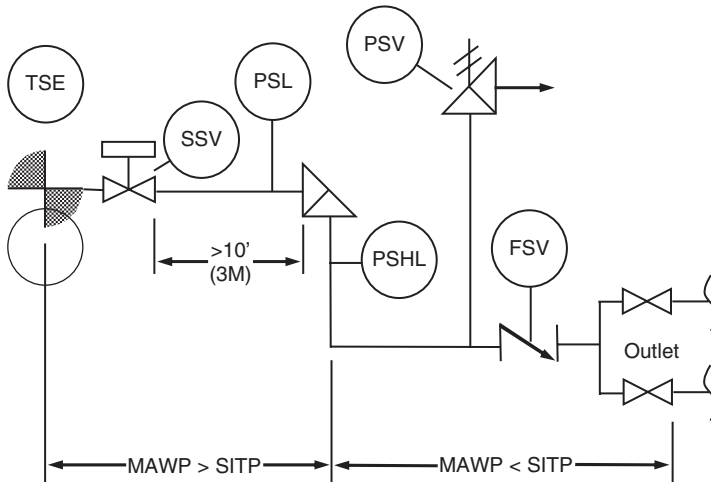 PSV
TSE
PSL
SSV
>10'
(3M)
PSHL
FSV
Outlet
MAWP > SITP
MAWP < SITP